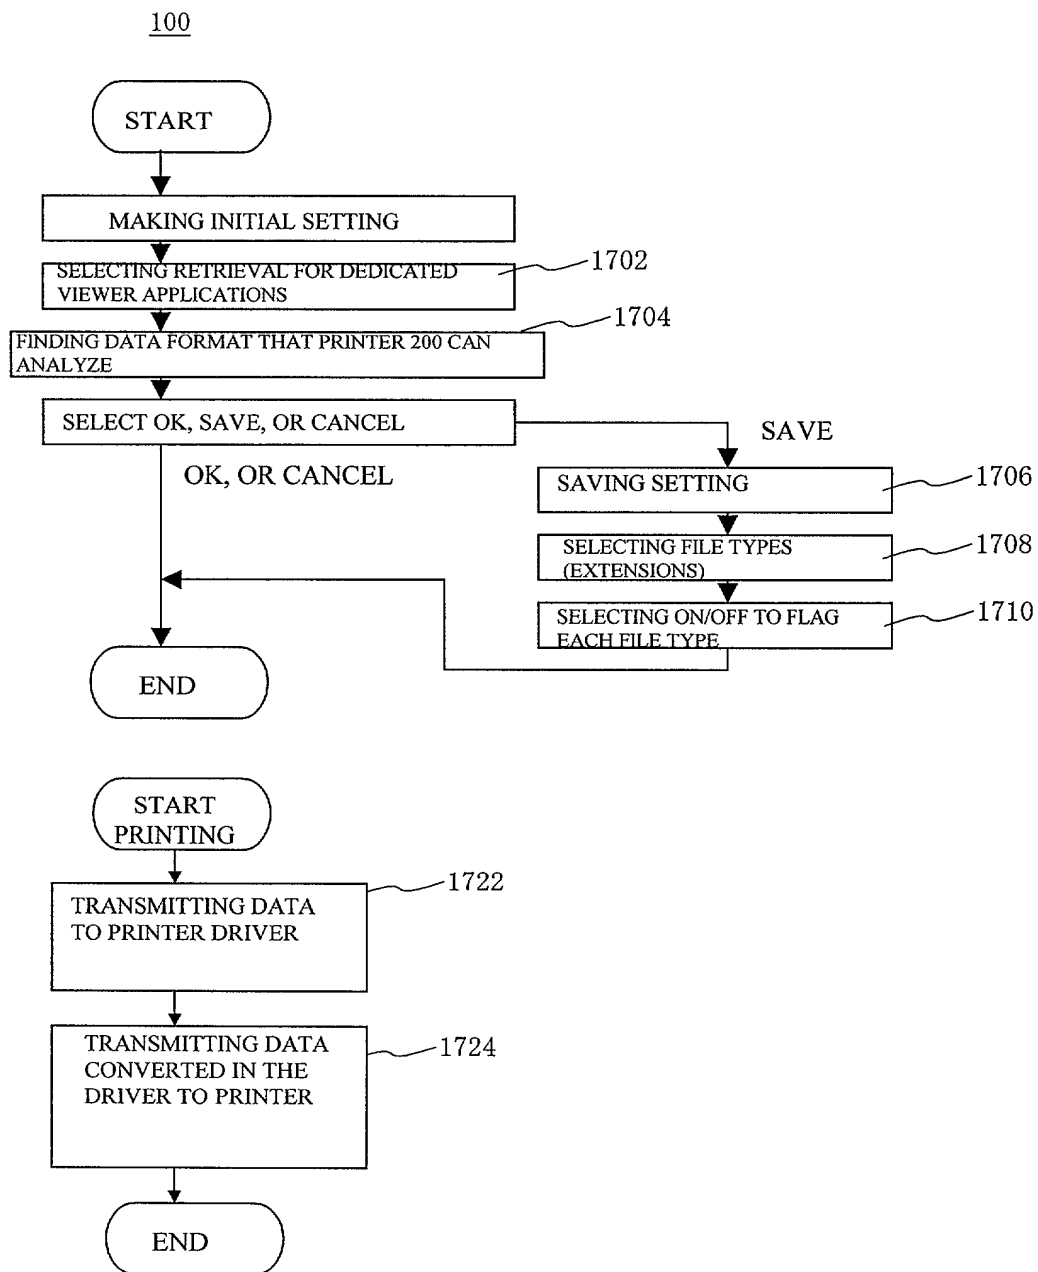 100
START
MAKING INITIAL SETTING
SELECTING RETRIEVAL FOR DEDICATED
VIEWER APPLICATIONS
1702
FINDING DATA FORMAT THAT PRINTER 200 CAN
ANALYZE
1704
SELECT OK, SAVE, OR CANCEL
SAVE
OK, OR CANCEL
SAVING SETTING
1706
SELECTING FILE TYPES
(EXTENSIONS)
1708
SELECTING ON/OFF TO FLAG
EACH FILE TYPE
1710
END
START
PRINTING
1722
TRANSMITTING DATA
TO PRINTER DRIVER
1724
TRANSMITTING DATA
CONVERTED IN THE
DRIVER TO PRINTER
END